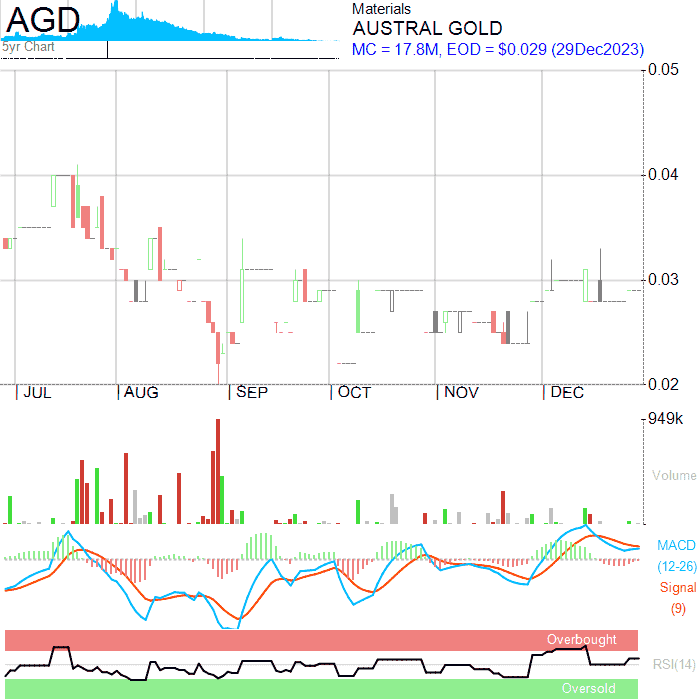 AGD
5yr Chart
Materials
AUSTRAL GOLD
MC = 17.8M, EOD = $0.029 (29Dec2023)
0.05
0.04
0.03
0.02
JUL AUG SEP OCT NOV DEC
949k
Volume
MACD
(12-26)
Signal
(9)
Overbought
RSI(14)
Oversold